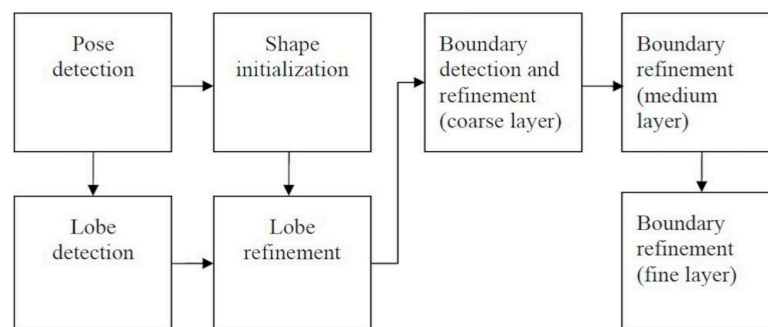 Pose
detection
Shape
initialization
Boundary
detection and
refinement
(coarse layer)
Boundary
refinement
(medium
layer)
Lobe
detection
Lobe
refinement
Boundary
refinement
(fine layer)